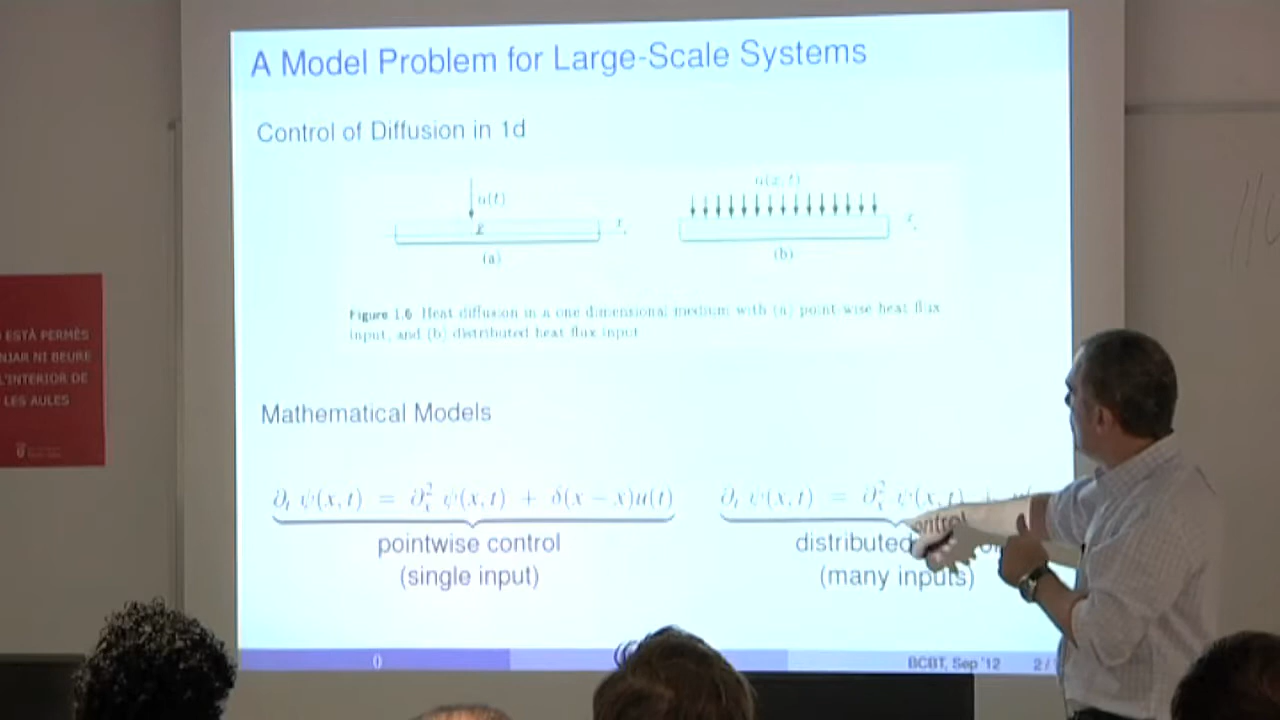 A Model Problem for Large-Scale Systems
Control of Diffusion in 1d
u(t)
u(x,t)
x̄
(a)
(b)
Figure 1.6 Heat diffusion in a one dimensional medium with (a) point wise heat flux
input, and (b) distributed heat flux input
Mathematical Models
∂t ψ(x,t) = ∂x² ψ(x,t) + δ(x − x̄)u(t)
∂t ψ(x,t) = ∂x² ψ(x,t) +
pointwise control
(single input)
distributed
(many inputs)
0
BCBT, Sep '12
2 /
ESTÀ PERMÈS
NJAR NI BEURE
L'INTERIOR DE
LES AULES